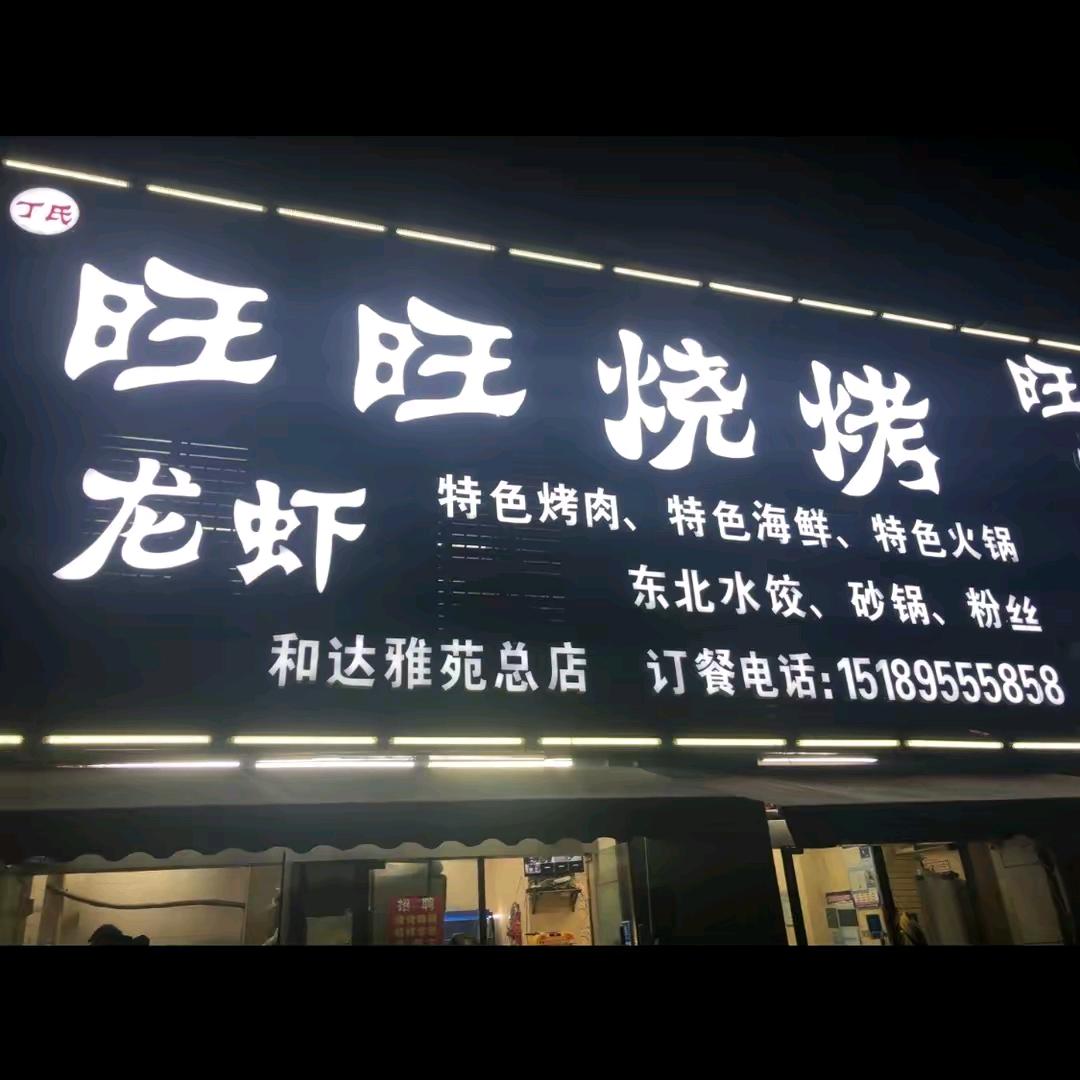 丁氏
旺旺烧烤
旺
龙虾
特色烤肉、特色海鲜、特色火锅
东北水饺、砂锅、粉丝
和达雅苑总店 订餐电话:15189555858
招聘